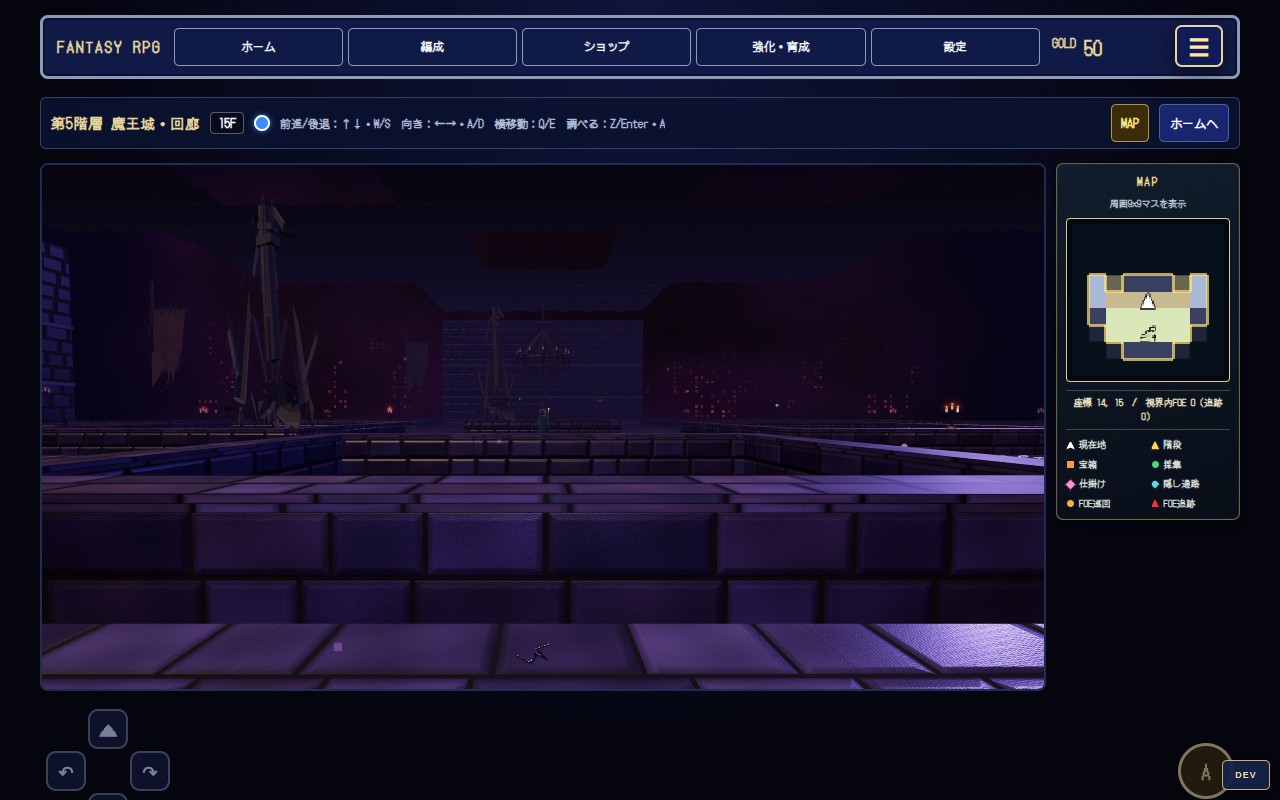 FANTASY RPG
ホーム
編成
ショップ
強化・育成
設定
GOLD 50
第5階層 魔王城・回廊
15F
前進/後退：↑↓・W/S 向き：←→・A/D 横移動：Q/E 調べる：Z/Enter・A
MAP
ホームへ
MAP
周囲9x9マスを表示
座標 14, 15 / 視界内FOE 0（追跡
0）
現在地
階段
宝箱
採集
仕掛け
隠し通路
FOE巡回
FOE追跡
A
DEV